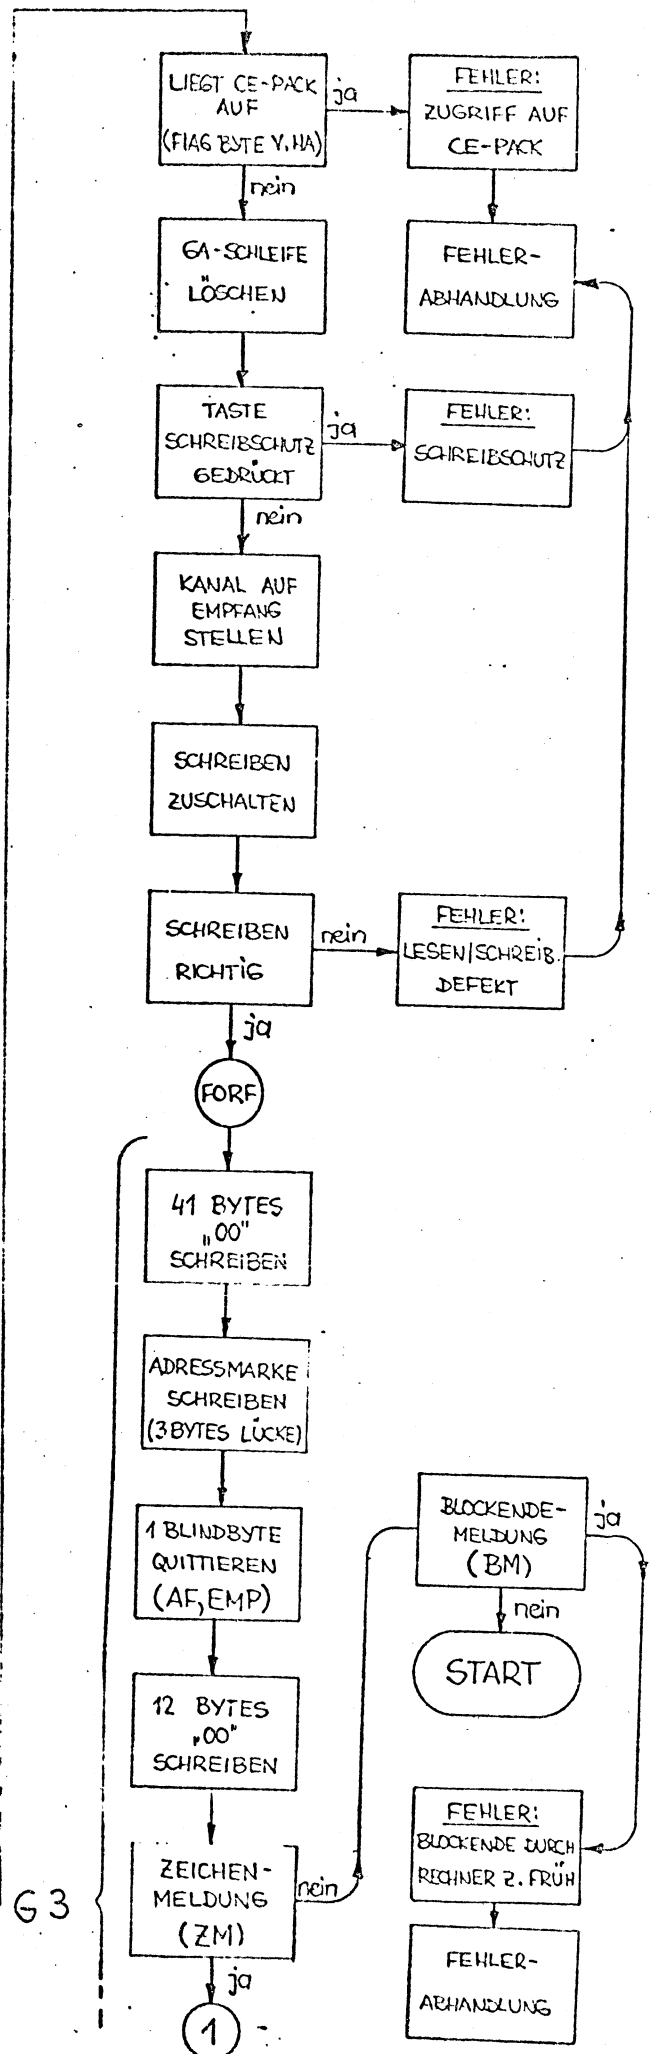 LIEGT CE-PACK
AUF
(FLAG BYTE V. HA)
ja
FEHLER:
ZUGRIFF AUF
CE-PACK
nein
GA-SCHLEIFE
LÖSCHEN
FEHLER-
ABHANDLUNG
TASTE
SCHREIBSCHUTZ
GEDRÜCKT
ja
FEHLER:
SCHREIBSCHUTZ
nein
KANAL AUF
EMPFANG
STELLEN
SCHREIBEN
ZUSCHALTEN
SCHREIBEN
RICHTIG
nein
FEHLER:
LESEN/SCHREIB.
DEFEKT
ja
FORF
41 BYTES
„00"
SCHREIBEN
ADRESSMARKE
SCHREIBEN
(3 BYTES LÜCKE)
1 BLINDBYTE
QUITTIEREN
(AF, EMP)
12 BYTES
„00"
SCHREIBEN
ZEICHEN-
MELDUNG
(ZM)
nein
ja
1
G3
BLOCKENDE-
MELDUNG
(BM)
ja
nein
START
FEHLER:
BLOCKENDE DURCH
RECHNER Z. FRÜH
FEHLER-
ABHANDLUNG